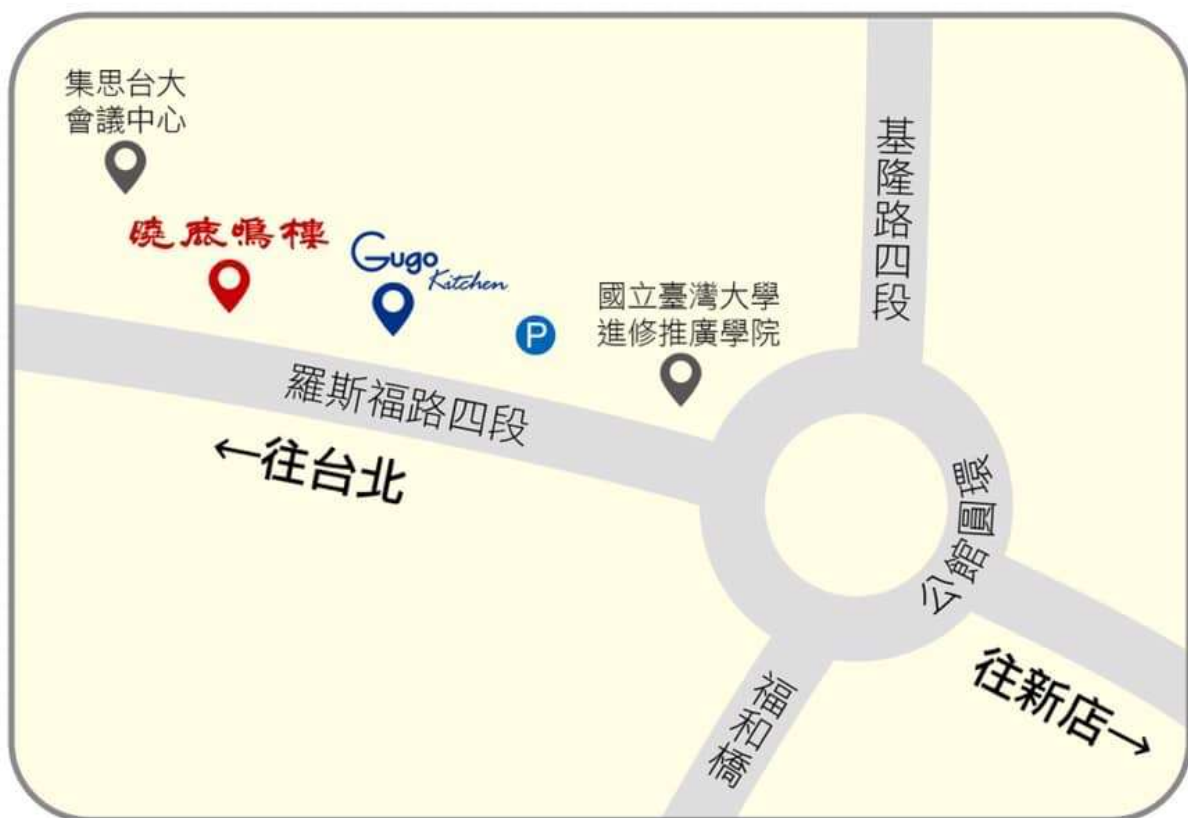 集思台大
會議中心
曉鹿鳴樓
Gugo
Kitchen
P
國立臺灣大學
進修推廣學院
基隆路四段
羅斯福路四段
←往台北
公館圓環
往新店→
福和橋